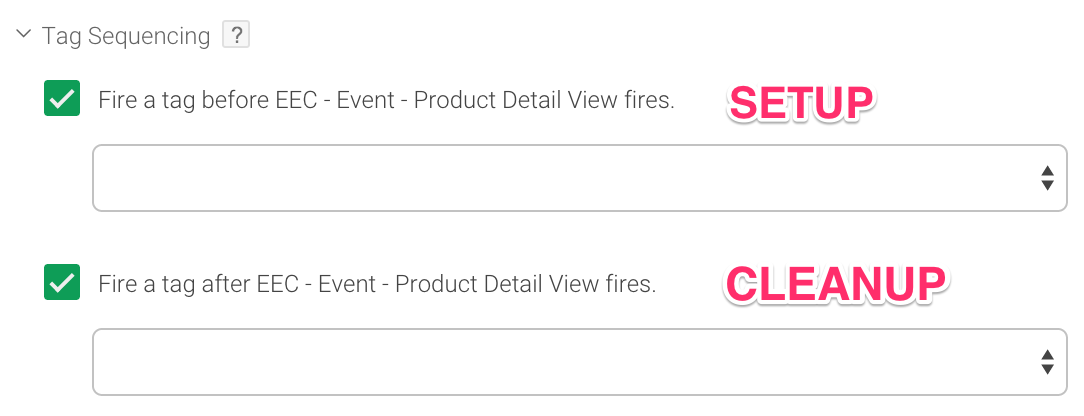 Tag Sequencing ?
Fire a tag before EEC - Event - Product Detail View fires. SETUP
Fire a tag after EEC - Event - Product Detail View fires. CLEANUP